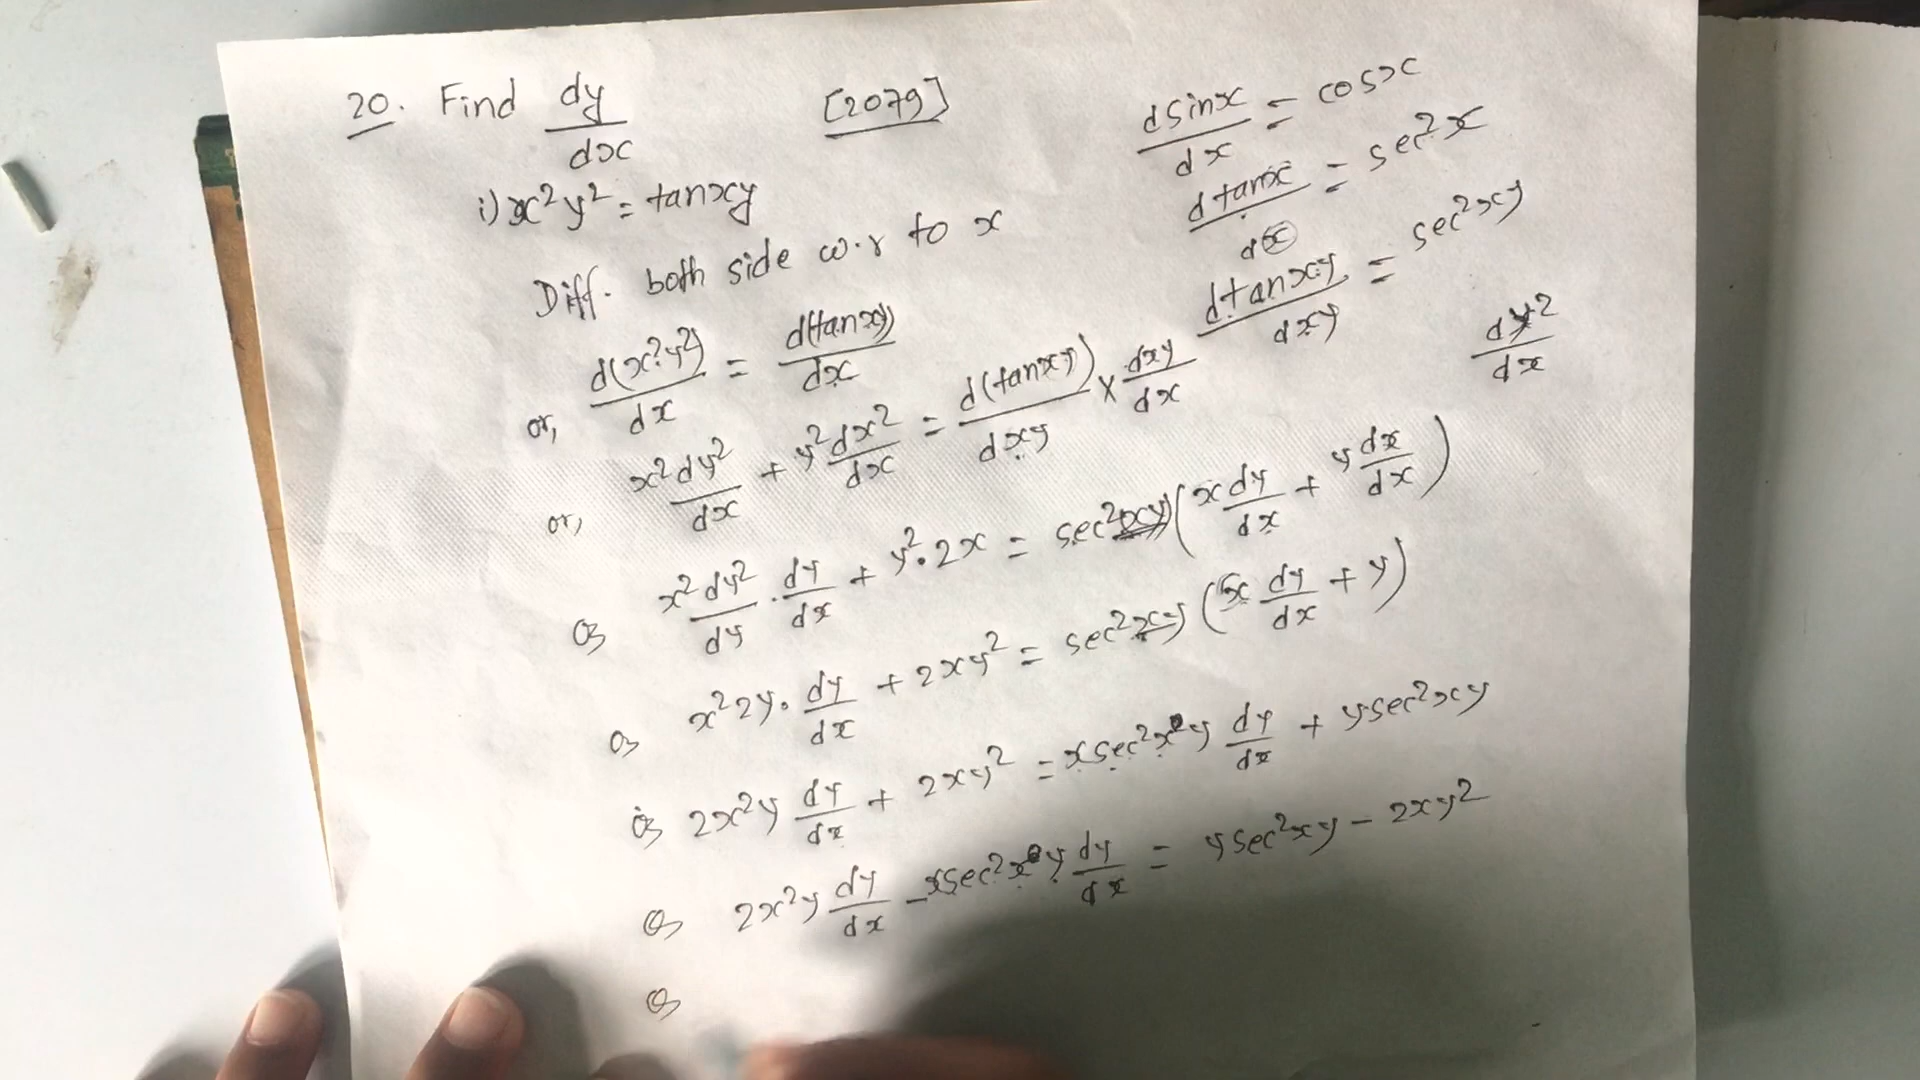 20. Find dy/dx [2079]
i) x²y² = tanxy
Diff. both side w.r to x
or, d(x²y²)/dx = d(tanxy)/dx
or, x² dy²/dx + y² dx²/dx = d(tanxy)/dxy × dxy/dx
or x² dy²/dy . dy/dx + y².2x = sec²xy (x dy/dx + y dx/dx)
or x²2y. dy/dx + 2xy² = sec²xy (x dy/dx + y)
or 2x²y dy/dx + 2xy² = x sec²xy dy/dx + y sec²xy
or 2x²y dy/dx - x sec²xy dy/dx = y sec²xy - 2xy²
or
dsinx/dx = cosx
dtanx/dx = sec²x
dtanxy/dxy = sec²xy
dy²/dx